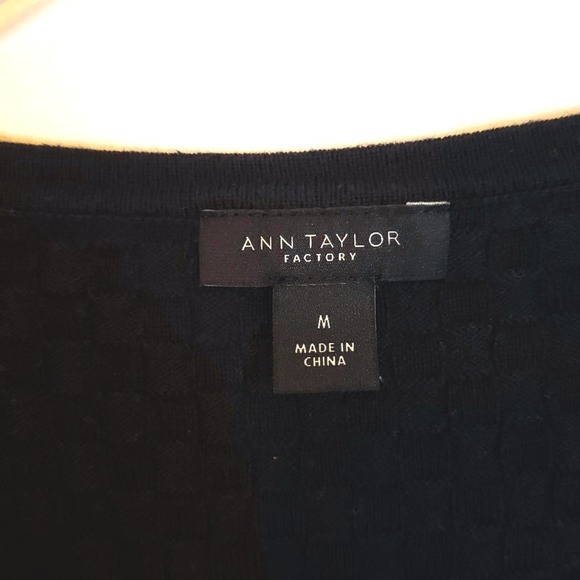 ANN TAYLOR
FACTORY
M
MADE IN
CHINA